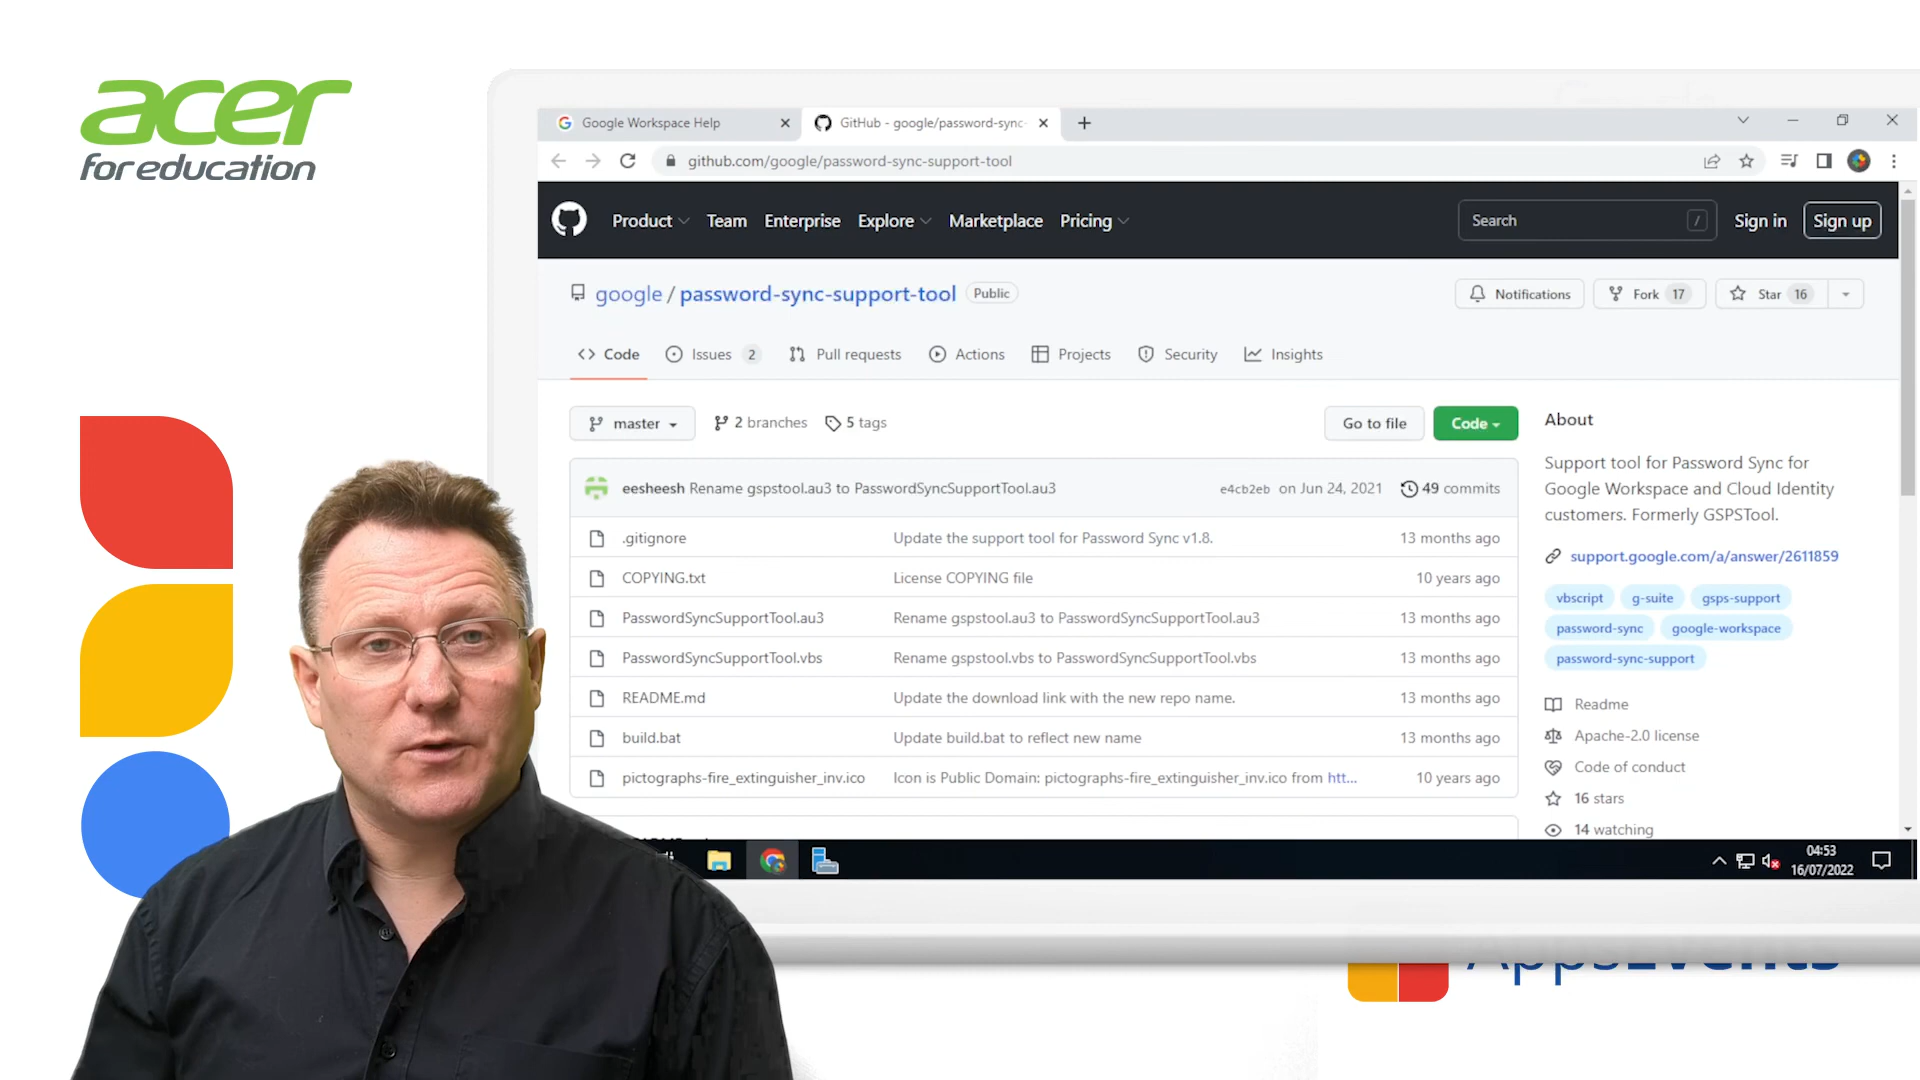 acer
for education
Google Workspace Help
GitHub - google/password-sync-
github.com/google/password-sync-support-tool
Product
Team
Enterprise
Explore
Marketplace
Pricing
Search
/
Sign in
Sign up
google / password-sync-support-tool
Public
Notifications
Fork 17
Star 16
Code
Issues 2
Pull requests
Actions
Projects
Security
Insights
master
2 branches
5 tags
Go to file
Code
eesheesh Rename gspstool.au3 to PasswordSyncSupportTool.au3
e4cb2eb on Jun 24, 2021
49 commits
.gitignore
Update the support tool for Password Sync v1.8.
13 months ago
COPYING.txt
License COPYING file
10 years ago
PasswordSyncSupportTool.au3
Rename gspstool.au3 to PasswordSyncSupportTool.au3
13 months ago
PasswordSyncSupportTool.vbs
Rename gspstool.vbs to PasswordSyncSupportTool.vbs
13 months ago
README.md
Update the download link with the new repo name.
13 months ago
build.bat
Update build.bat to reflect new name
13 months ago
pictographs-fire_extinguisher_inv.ico
Icon is Public Domain: pictographs-fire_extinguisher_inv.ico from htt...
10 years ago
About
Support tool for Password Sync for
Google Workspace and Cloud Identity
customers. Formerly GSPSTool.
support.google.com/a/answer/2611859
vbscript
g-suite
gsps-support
password-sync
google-workspace
password-sync-support
Readme
Apache-2.0 license
Code of conduct
16 stars
14 watching
04:53
16/07/2022
AppsEvents